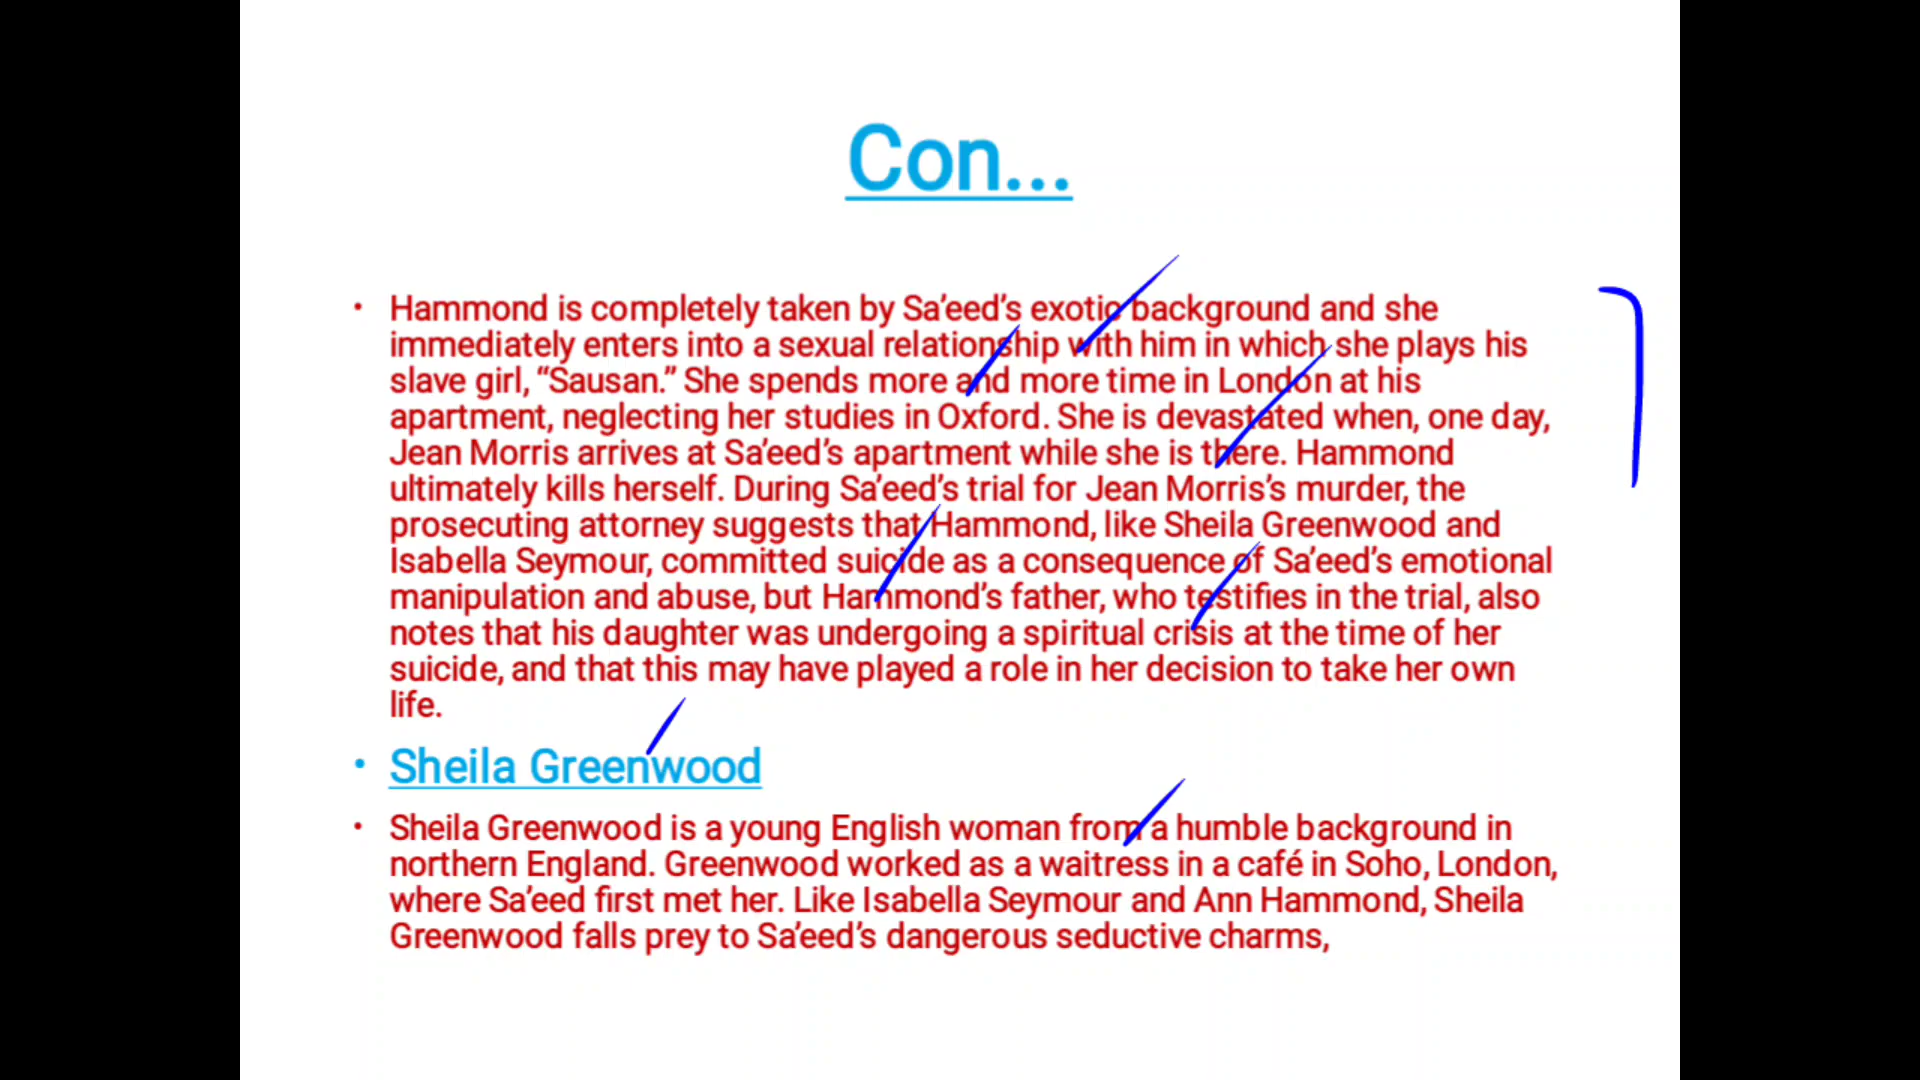 Con...
• Hammond is completely taken by Sa’eed’s exotic background and she
immediately enters into a sexual relationship with him in which she plays his
slave girl, “Sausan.” She spends more and more time in London at his
apartment, neglecting her studies in Oxford. She is devastated when, one day,
Jean Morris arrives at Sa’eed’s apartment while she is there. Hammond
ultimately kills herself. During Sa’eed’s trial for Jean Morris’s murder, the
prosecuting attorney suggests that Hammond, like Sheila Greenwood and
Isabella Seymour, committed suicide as a consequence of Sa’eed’s emotional
manipulation and abuse, but Hammond’s father, who testifies in the trial, also
notes that his daughter was undergoing a spiritual crisis at the time of her
suicide, and that this may have played a role in her decision to take her own
life.
• Sheila Greenwood
• Sheila Greenwood is a young English woman from a humble background in
northern England. Greenwood worked as a waitress in a café in Soho, London,
where Sa’eed first met her. Like Isabella Seymour and Ann Hammond, Sheila
Greenwood falls prey to Sa’eed’s dangerous seductive charms,